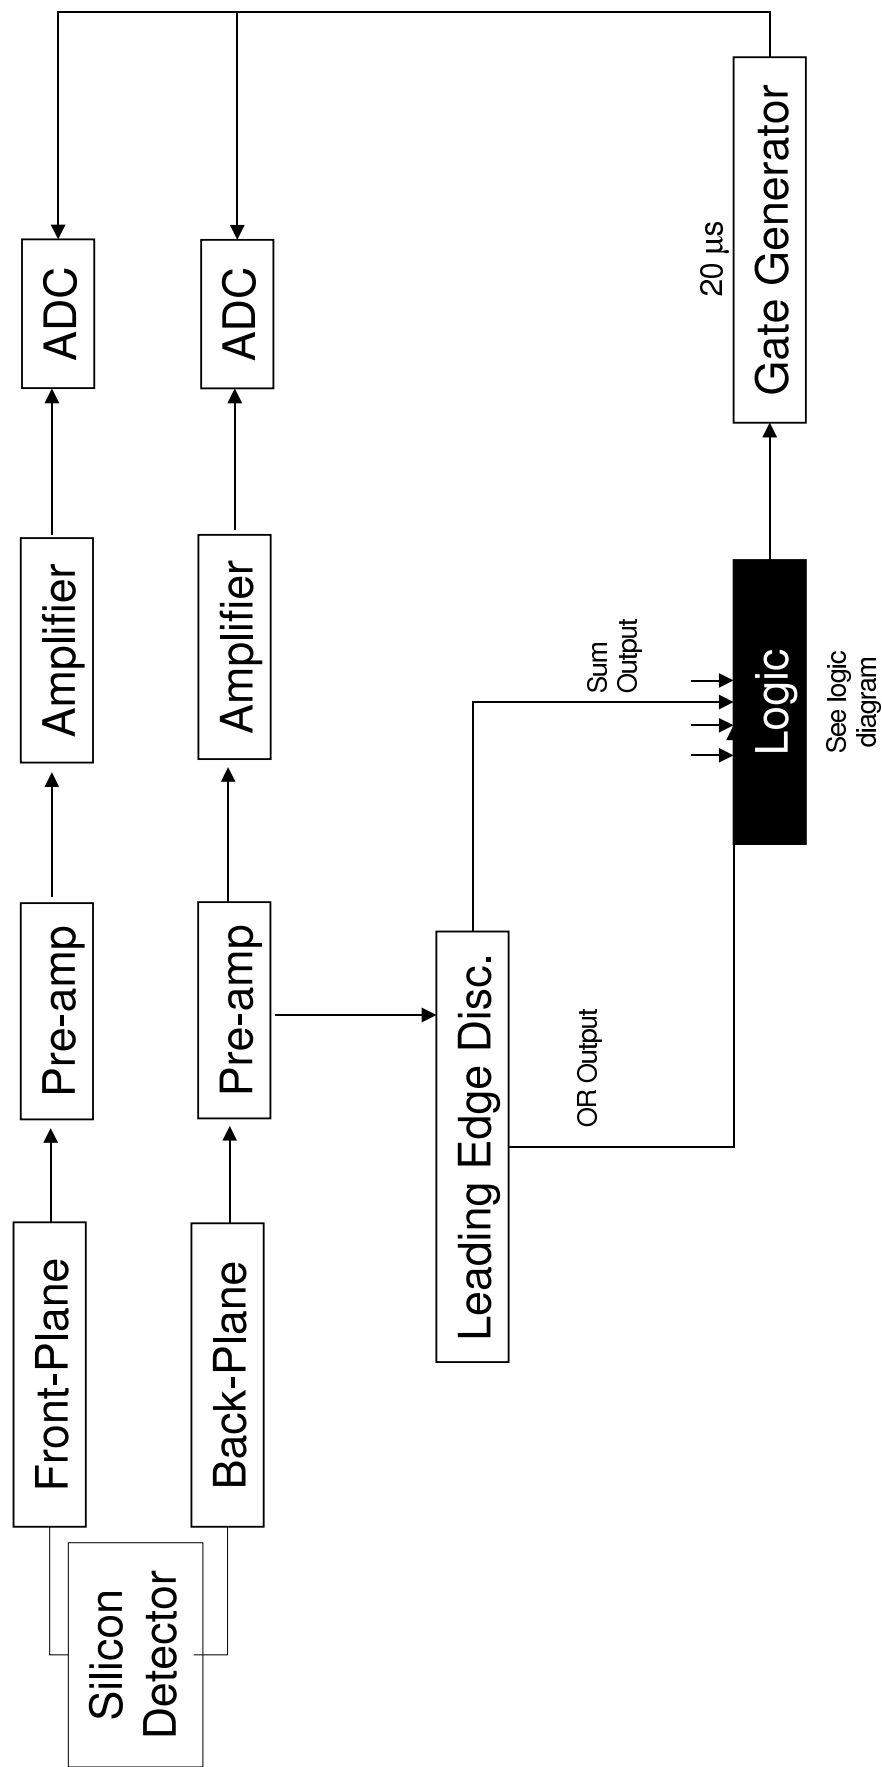 Silicon
Detector
Front-Plane
Pre-amp
Amplifier
ADC
Back-Plane
Pre-amp
Amplifier
ADC
Leading Edge Disc.
OR Output
Sum
Output
Logic
See logic
diagram
20 µs
Gate Generator